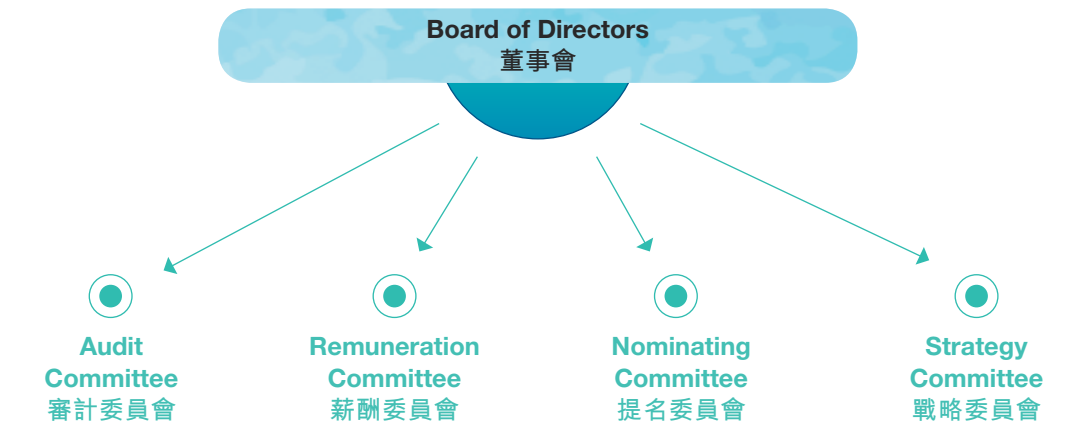 Board of Directors
董事會
Audit
Committee
審計委員會
Remuneration
Committee
薪酬委員會
Nominating
Committee
提名委員會
Strategy
Committee
戰略委員會